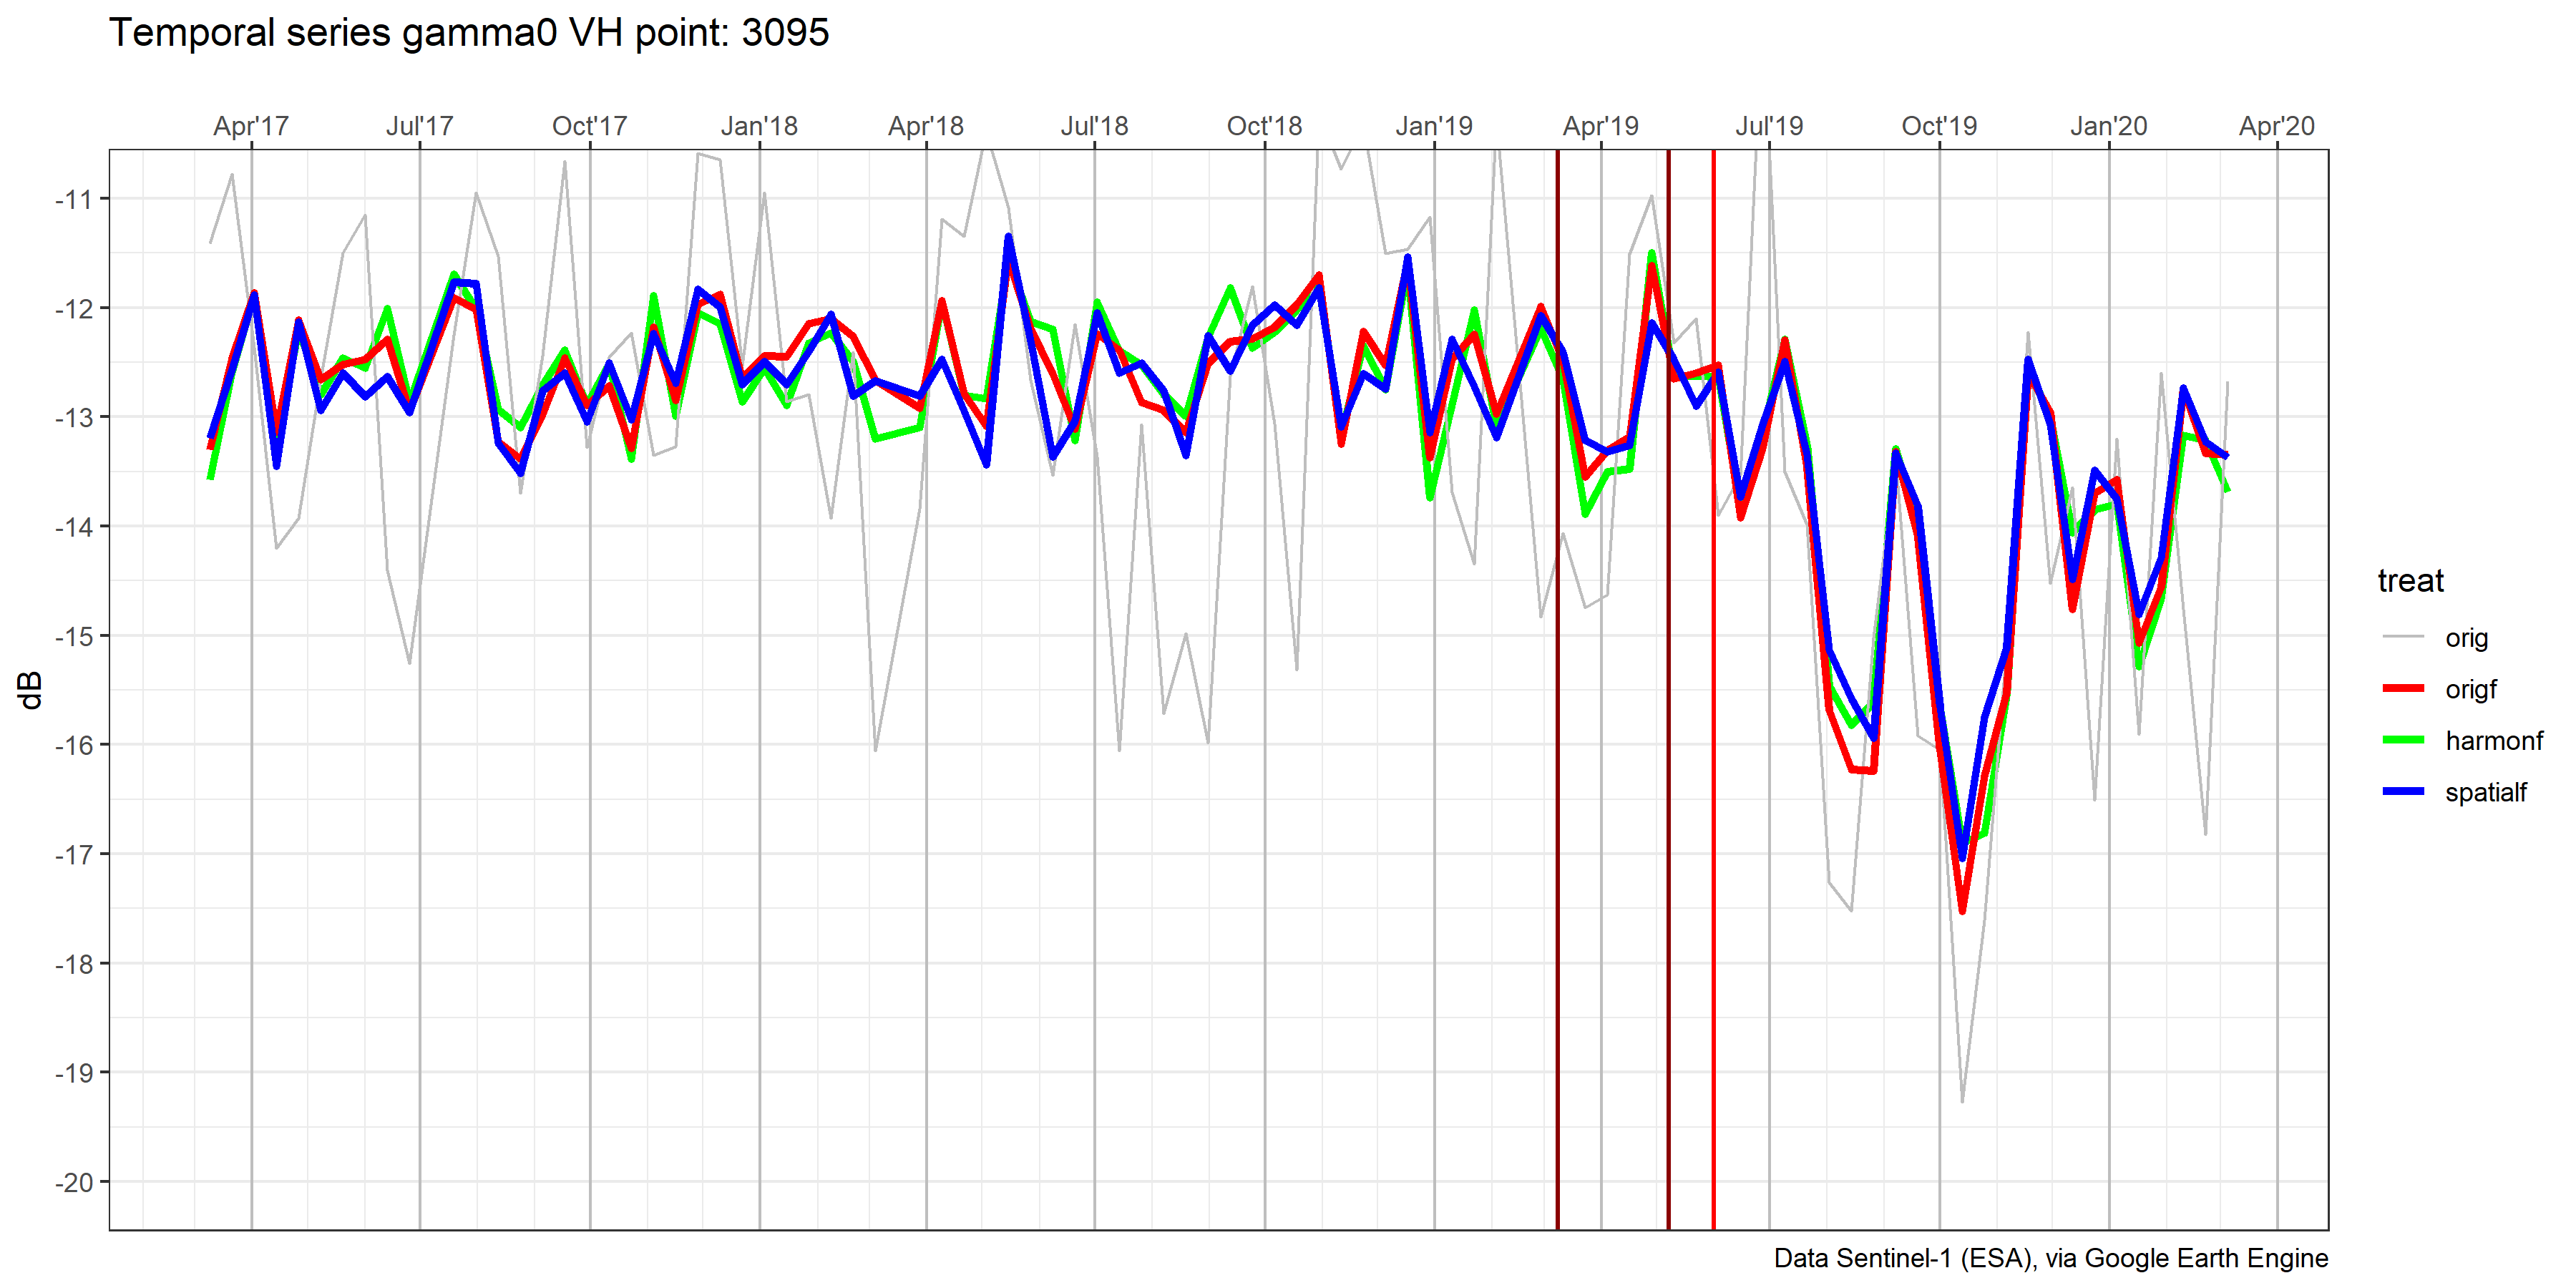 Temporal series gamma0 VH point: 3095
Apr'17 Jul'17 Oct'17 Jan'18 Apr'18 Jul'18 Oct'18 Jan'19 Apr'19 Jul'19 Oct'19 Jan'20 Apr'20
-11
-12
-13
-14
-15
-16
-17
-18
-19
-20
dB
treat
orig
origf
harmonf
spatialf
Data Sentinel-1 (ESA), via Google Earth Engine